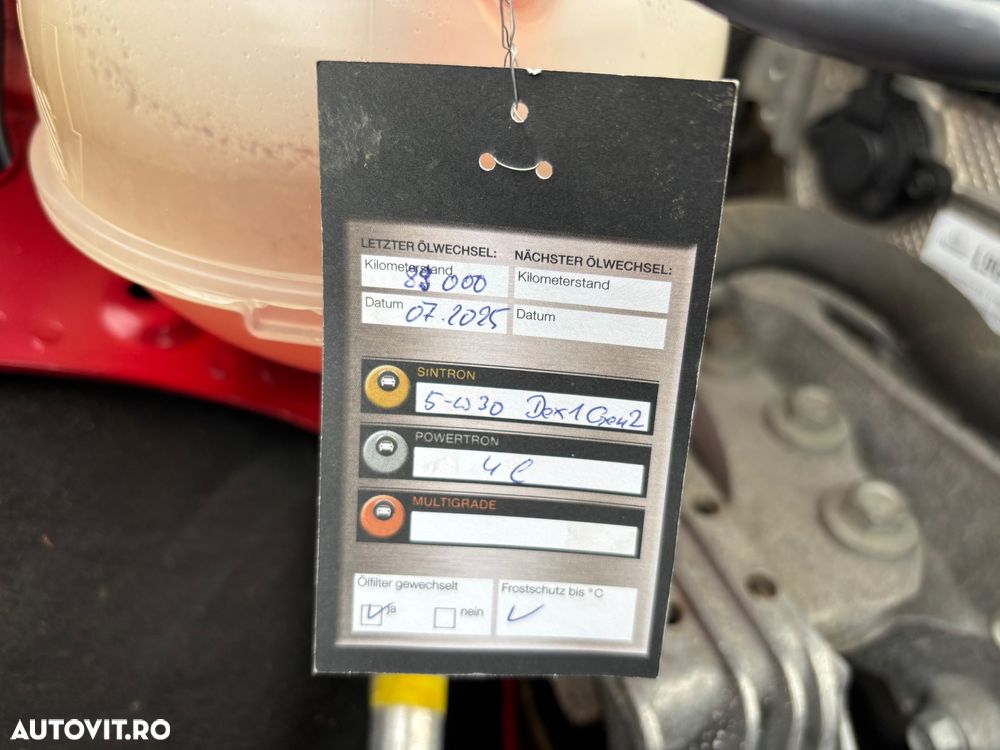 LETZTER ÖLWECHSEL:
Kilometerstand
89 000
Datum
07.2025
NÄCHSTER ÖLWECHSEL:
Kilometerstand
Datum
SINTRON
5-w30 Dex1 Gen2
POWERTRON
4 l
MULTIGRADE
Ölfilter gewechselt
ja nein
Frostschutz bis °C
AUTOVIT.RO